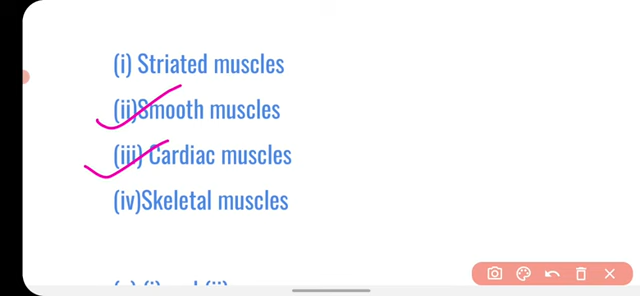 (i) Striated muscles
(ii)Smooth muscles
(iii) Cardiac muscles
(iv)Skeletal muscles